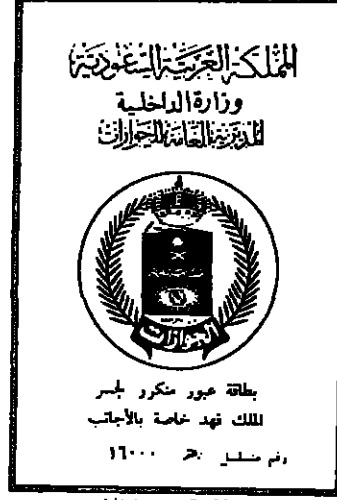 المملكة العربية السعودية
وزارة الداخلية
المديرية العامة للجوازات
الجوازات
بطاقة عبور متكرر لجسر
الملك فهد خاصة بالأجانب
رقم مسلسل ١٦٠٠٠